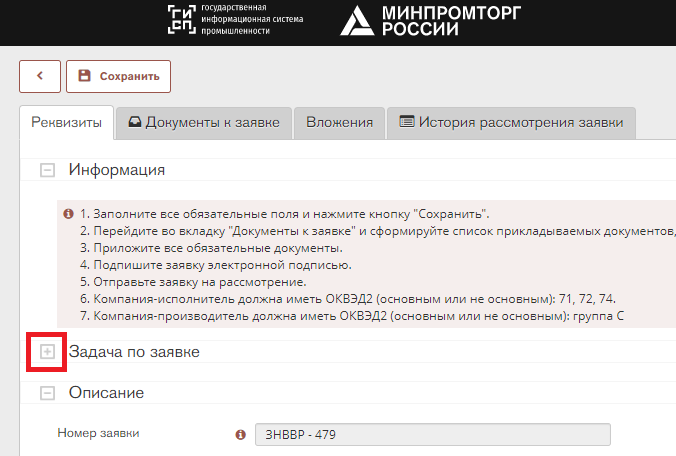 ГИСП
государственная
информационная система
промышленности
МИНПРОМТОРГ
РОССИИ
Сохранить
Реквизиты
Документы к заявке
Вложения
История рассмотрения заявки
Информация
1. Заполните все обязательные поля и нажмите кнопку "Сохранить".
2. Перейдите во вкладку "Документы к заявке" и сформируйте список прикладываемых документов,
3. Приложите все обязательные документы.
4. Подпишите заявку электронной подписью.
5. Отправьте заявку на рассмотрение.
6. Компания-исполнитель должна иметь ОКВЭД2 (основным или не основным): 71, 72, 74.
7. Компания-производитель должна иметь ОКВЭД2 (основным или не основным): группа C
Задача по заявке
Описание
Номер заявки
ЗНВВР - 479